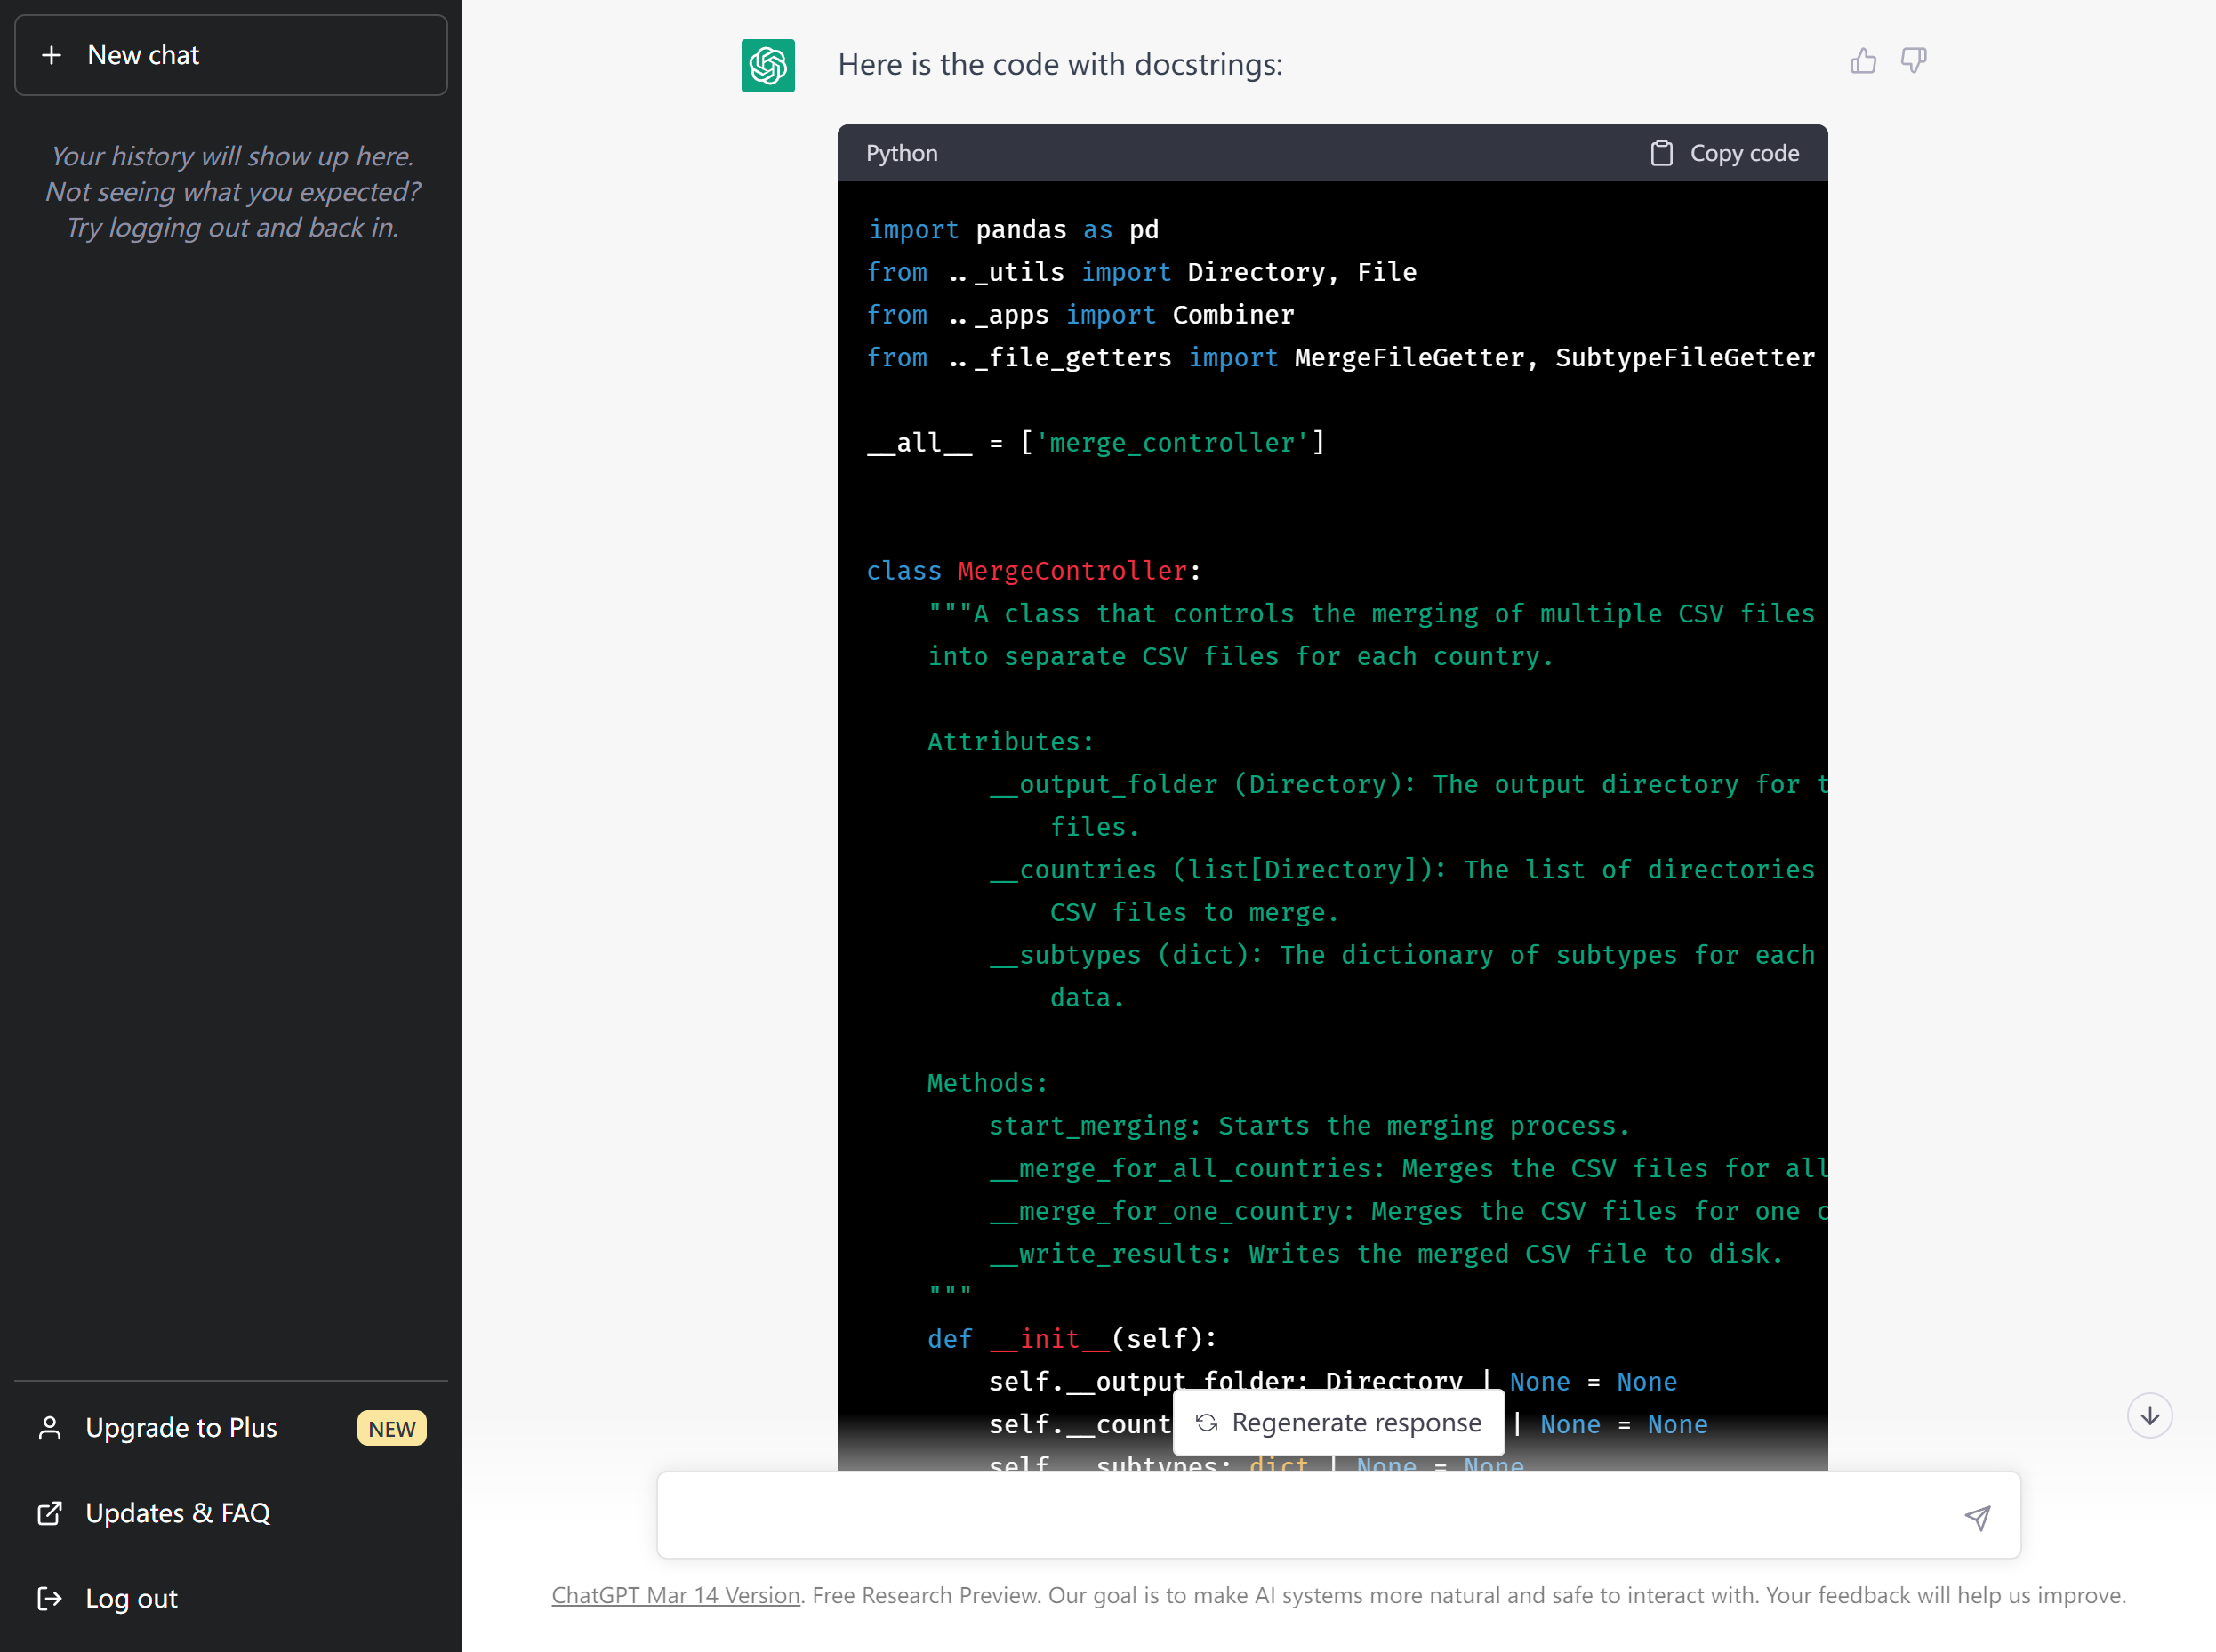 New chat
Your history will show up here.
Not seeing what you expected?
Try logging out and back in.
Upgrade to Plus NEW
Updates & FAQ
Log out
Here is the code with docstrings:
Python Copy code
import pandas as pd
from .._utils import Directory, File
from .._apps import Combiner
from .._file_getters import MergeFileGetter, SubtypeFileGetter
__all__ = ['merge_controller']
class MergeController:
"""A class that controls the merging of multiple CSV files
into separate CSV files for each country.
Attributes:
__output_folder (Directory): The output directory for t
files.
__countries (list[Directory]): The list of directories
CSV files to merge.
__subtypes (dict): The dictionary of subtypes for each
data.
Methods:
start_merging: Starts the merging process.
__merge_for_all_countries: Merges the CSV files for all
__merge_for_one_country: Merges the CSV files for one c
__write_results: Writes the merged CSV file to disk.
"""
def __init__(self):
self.__output_folder: Directory | None = None
self.__count | None = None
self.__subtypes: dict | None = None
Regenerate response
ChatGPT Mar 14 Version. Free Research Preview. Our goal is to make AI systems more natural and safe to interact with. Your feedback will help us improve.